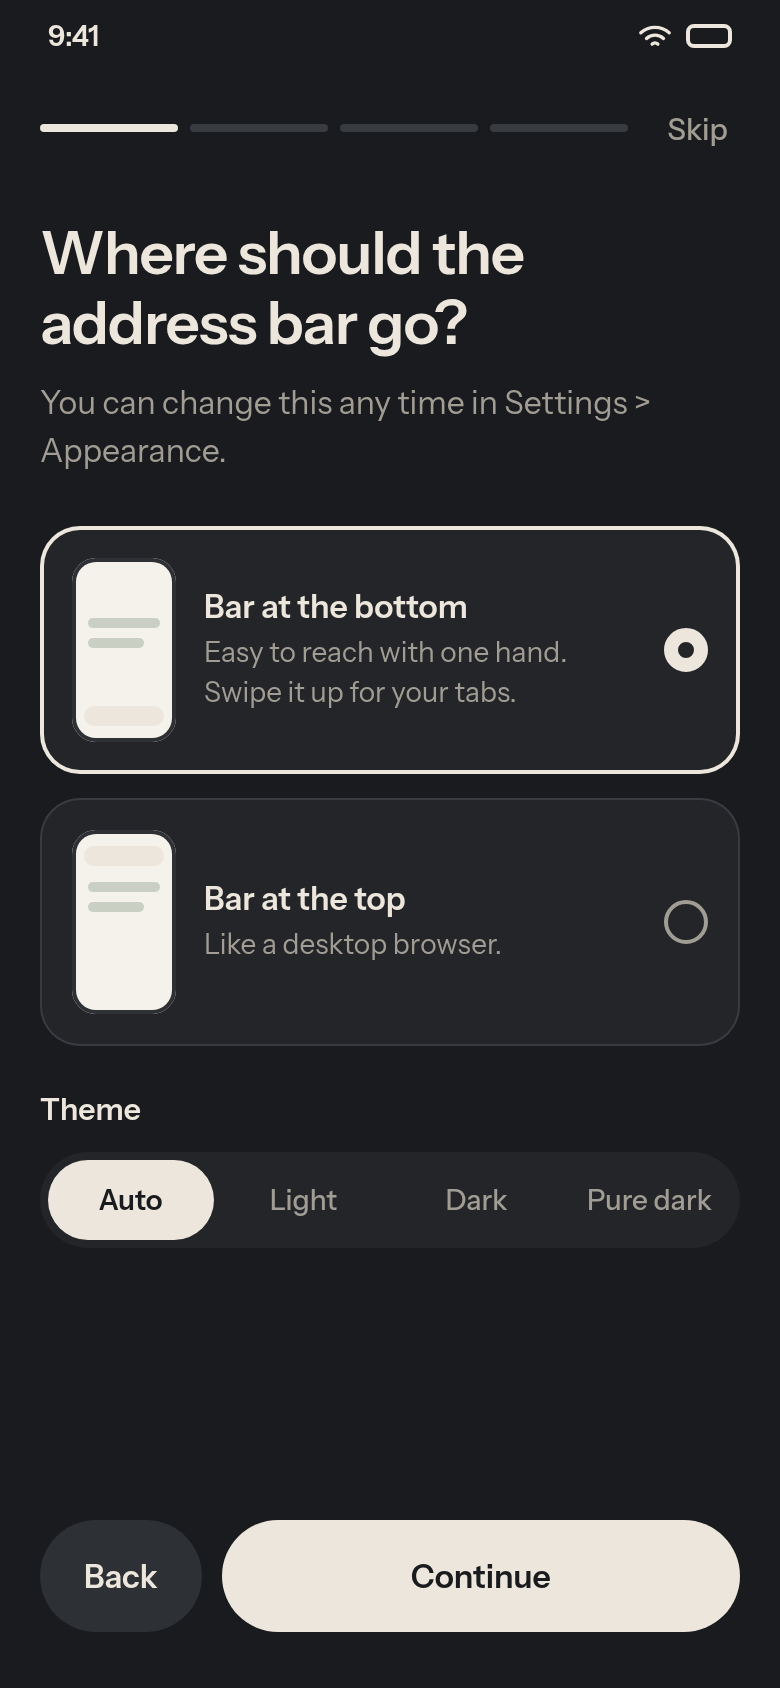 9:41
Skip
Where should the
address bar go?
You can change this any time in Settings >
Appearance.
Bar at the bottom
Easy to reach with one hand.
Swipe it up for your tabs.
Bar at the top
Like a desktop browser.
Theme
Auto Light Dark Pure dark
Back Continue